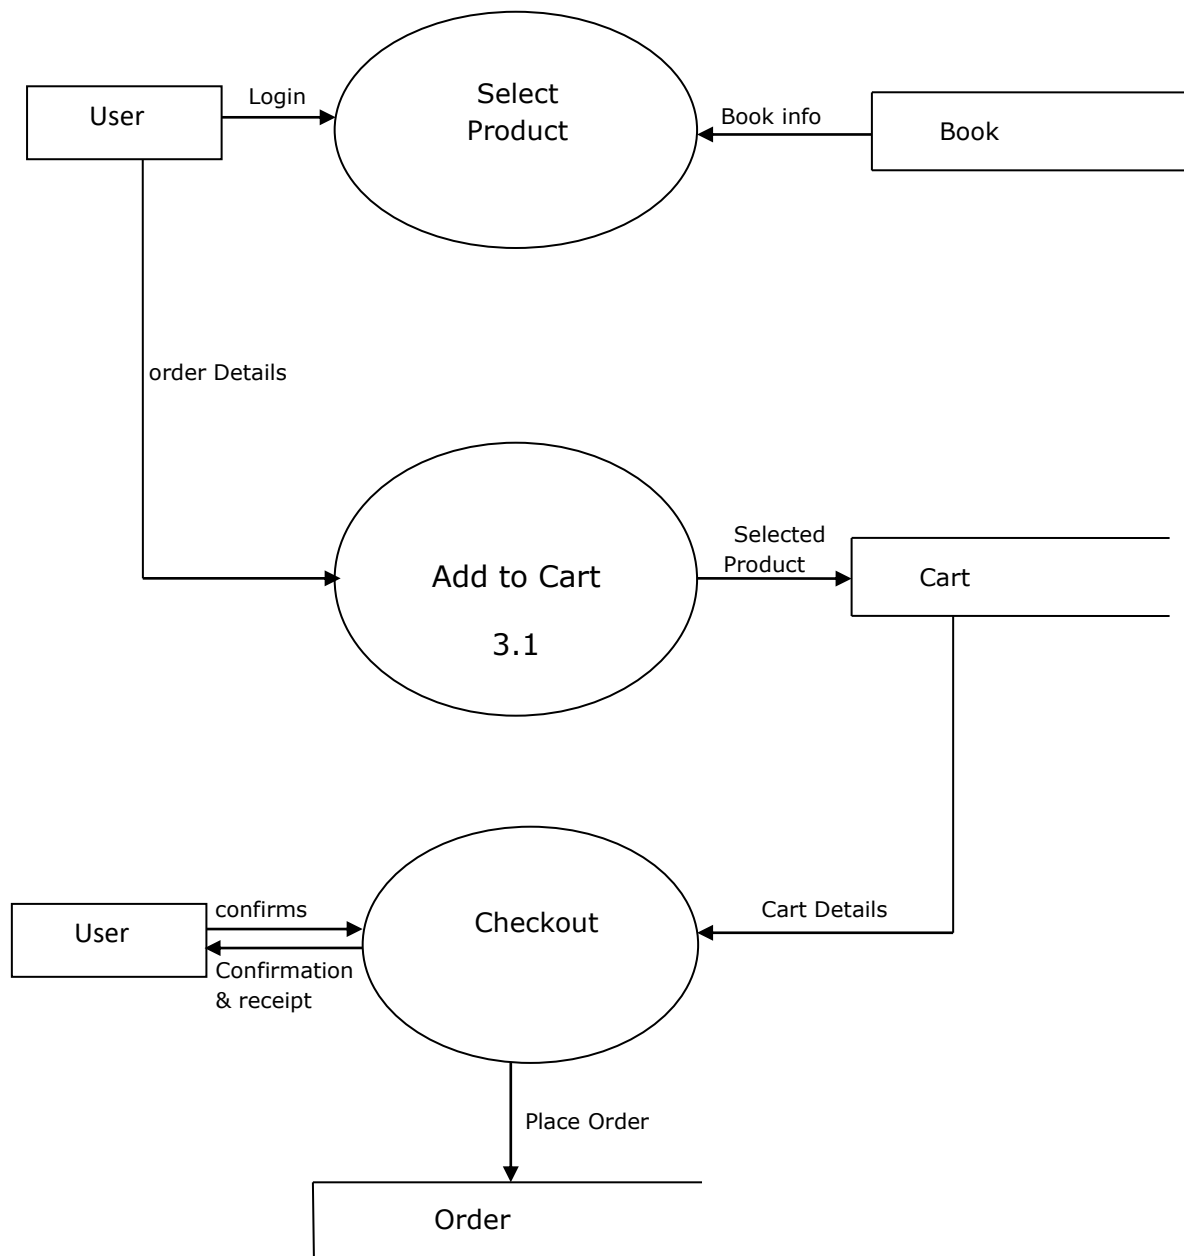 Select
Product
User
Login
Book info
Book
order Details
Selected
Product
Add to Cart
Cart
3.1
User
confirms
Checkout
Cart Details
Confirmation
& receipt
Place Order
Order